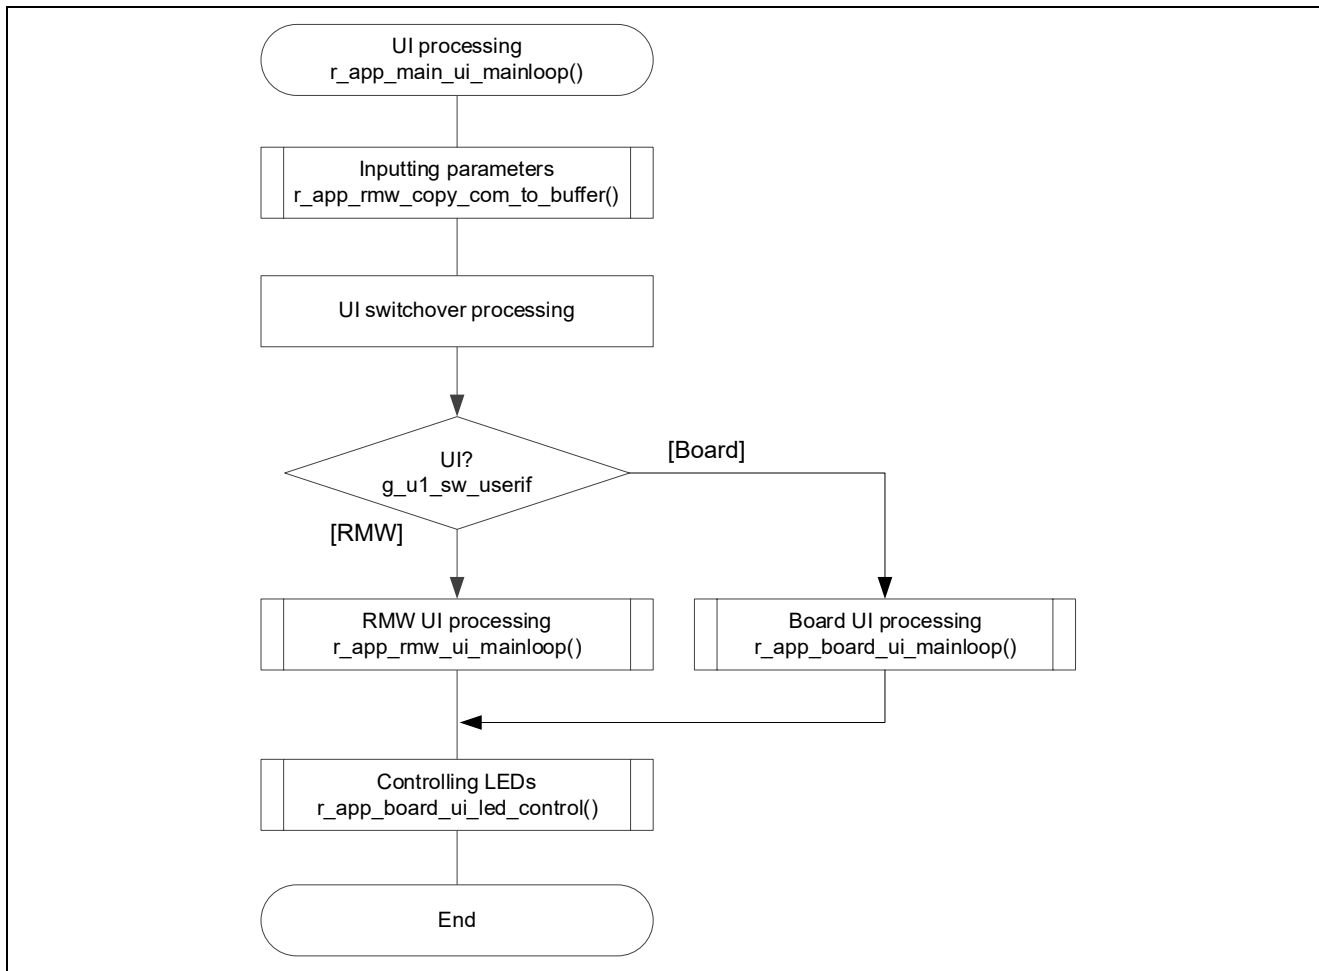 UI processing
r_app_main_ui_mainloop()
Inputting parameters
r_app_rmw_copy_com_to_buffer()
UI switchover processing
UI?
g_u1_sw_userif
[Board]
[RMW]
RMW UI processing
r_app_rmw_ui_mainloop()
Board UI processing
r_app_board_ui_mainloop()
Controlling LEDs
r_app_board_ui_led_control()
End